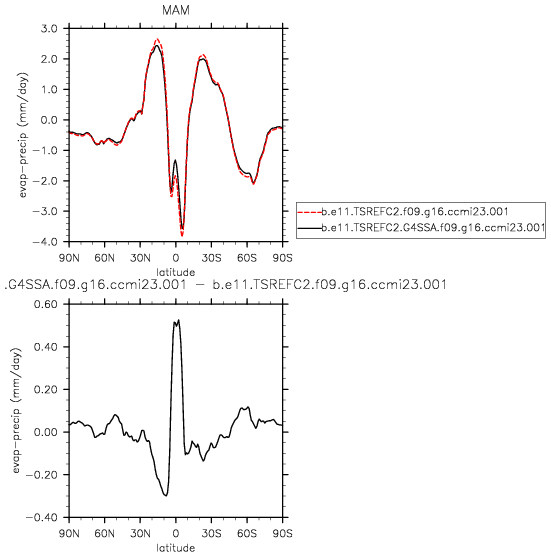 MAM
3.0
2.0
1.0
0.0
−1.0
−2.0
−3.0
−4.0
evap−precip (mm/day)
90N 60N 30N 0 30S 60S 90S
latitude
b.e11.TSREFC2.f09.g16.ccmi23.001
b.e11.TSREFC2.G4SSA.f09.g16.ccmi23.001
.G4SSA.f09.g16.ccmi23.001 − b.e11.TSREFC2.f09.g16.ccmi23.001
0.60
0.40
0.20
0.00
−0.20
−0.40
evap−precip (mm/day)
90N 60N 30N 0 30S 60S 90S
latitude